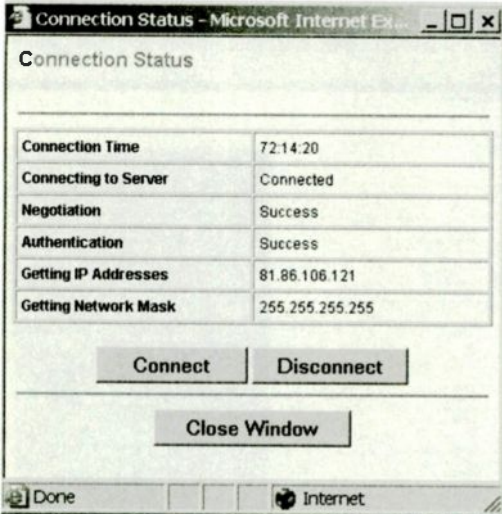 Connection Status - Microsoft Internet Ex...
Connection Status
Connection Time 72:14:20
Connecting to Server Connected
Negotiation Success
Authentication Success
Getting IP Addresses 81.86.106.121
Getting Network Mask 255.255.255.255
Connect Disconnect
Close Window
Done Internet